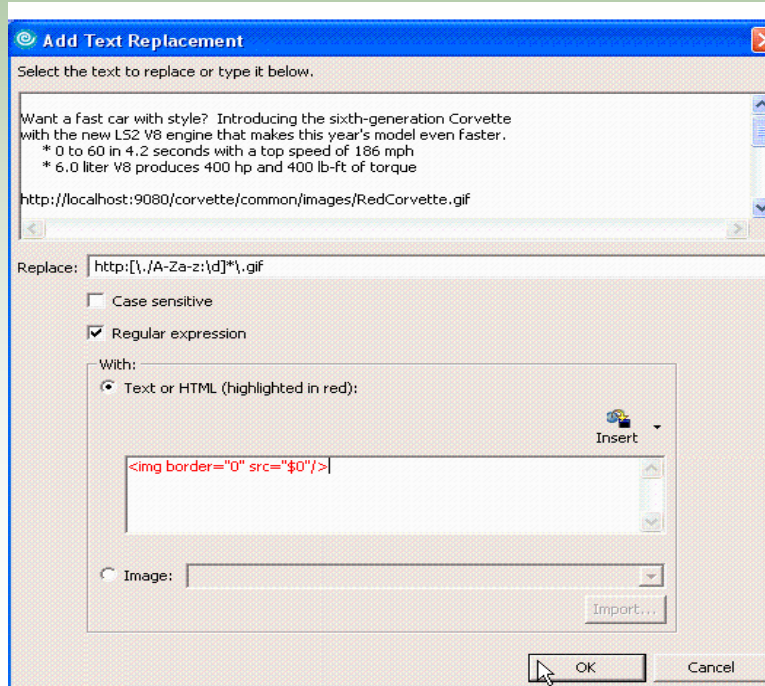 Add Text Replacement
Select the text to replace or type it below.
Want a fast car with style?  Introducing the sixth-generation Corvette
with the new LS2 V8 engine that makes this year's model even faster.
* 0 to 60 in 4.2 seconds with a top speed of 186 mph
* 6.0 liter V8 produces 400 hp and 400 lb-ft of torque
http://localhost:9080/corvette/common/images/RedCorvette.gif
Replace: http:[\./A-Za-z:\d]*\.gif
Case sensitive
Regular expression
With:
Text or HTML (highlighted in red):
Insert
<img border="0" src="$0"/>
Image:
Import...
OK Cancel